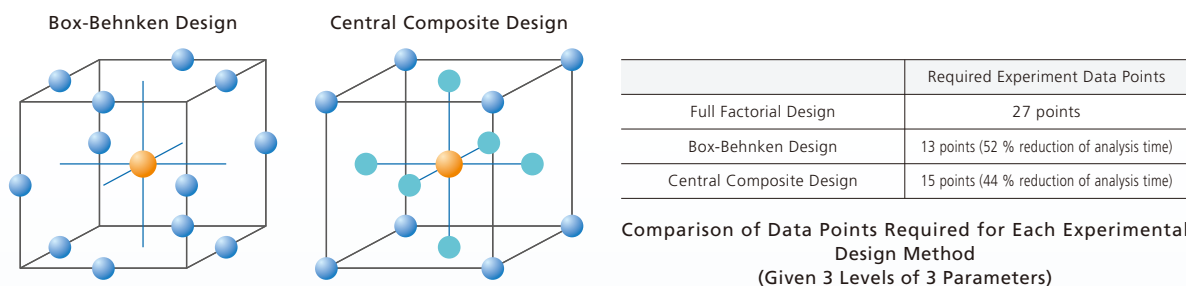 Box-Behnken Design
Central Composite Design
Required Experiment Data Points
Full Factorial Design 27 points
Box-Behnken Design 13 points (52 % reduction of analysis time)
Central Composite Design 15 points (44 % reduction of analysis time)
Comparison of Data Points Required for Each Experimental
Design Method
(Given 3 Levels of 3 Parameters)